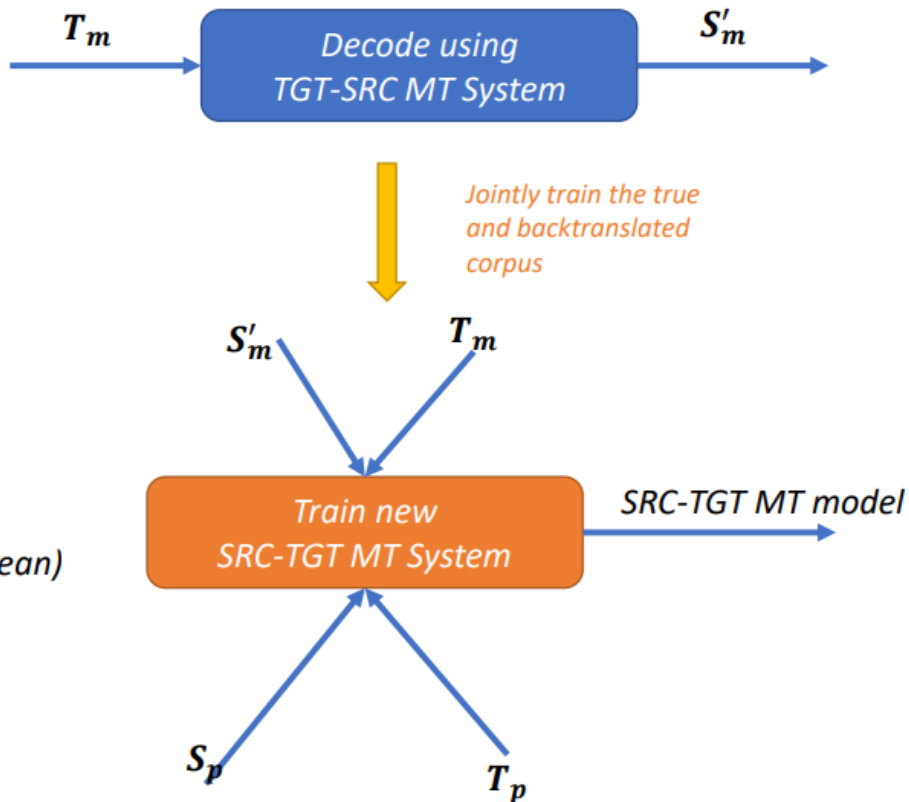 T_m
Decode using
TGT-SRC MT System
S'_m
Jointly train the true
and backtranslated
corpus
S'_m
T_m
Train new
SRC-TGT MT System
SRC-TGT MT model
ean)
S_p
T_p